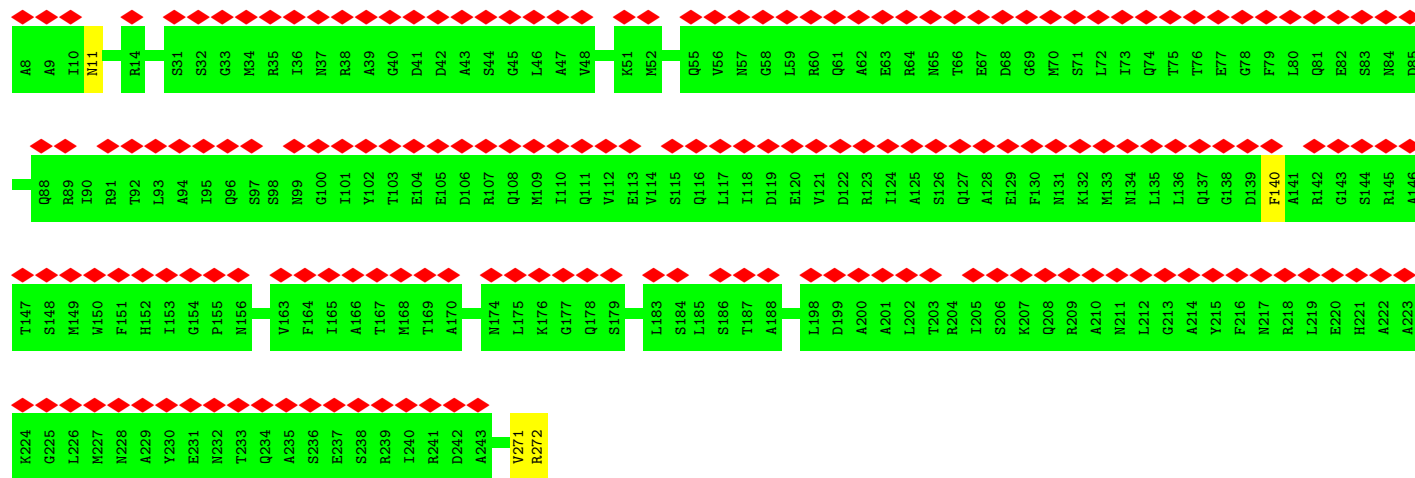 A8 A9 I10 N11 R14 S31 S32 G33 M34 R35 I36 N37 R38 A39 G40 D41 D42 A43 S44 G45 L46 A47 V48 K51 M52 Q55 V56 N57 G58 L59 R60 Q61 A62 E63 R64 N65 T66 E67 D68 G69 M70 S71 L72 I73 Q74 T75 T76 E77 G78 F79 L80 Q81 E82 S83 N84 D85
Q88 R89 I90 R91 T92 L93 A94 I95 Q96 S97 S98 N99 G100 I101 Y102 T103 E104 E105 D106 R107 Q108 M109 I110 Q111 V112 E113 V114 S115 Q116 L117 I118 D119 E120 V121 D122 R123 I124 A125 S126 Q127 A128 E129 F130 N131 K132 M133 N134 L135 L136 Q137 G138 D139 F140 A141 R142 G143 S144 R145 A146
T147 S148 M149 W150 F151 H152 I153 G154 P155 N156 V163 F164 I165 A166 T167 M168 T169 A170 N174 L175 K176 G177 Q178 S179 L183 S184 L185 S186 T187 A188 L198 D199 A200 A201 L202 T203 R204 I205 S206 K207 Q208 R209 A210 N211 L212 G213 A214 Y215 F216 N217 R218 L219 E220 H221 A222 A223
K224 G225 L226 M227 N228 A229 Y230 E231 N232 T233 Q234 A235 S236 E237 S238 R239 I240 R241 D242 A243 V271 R272